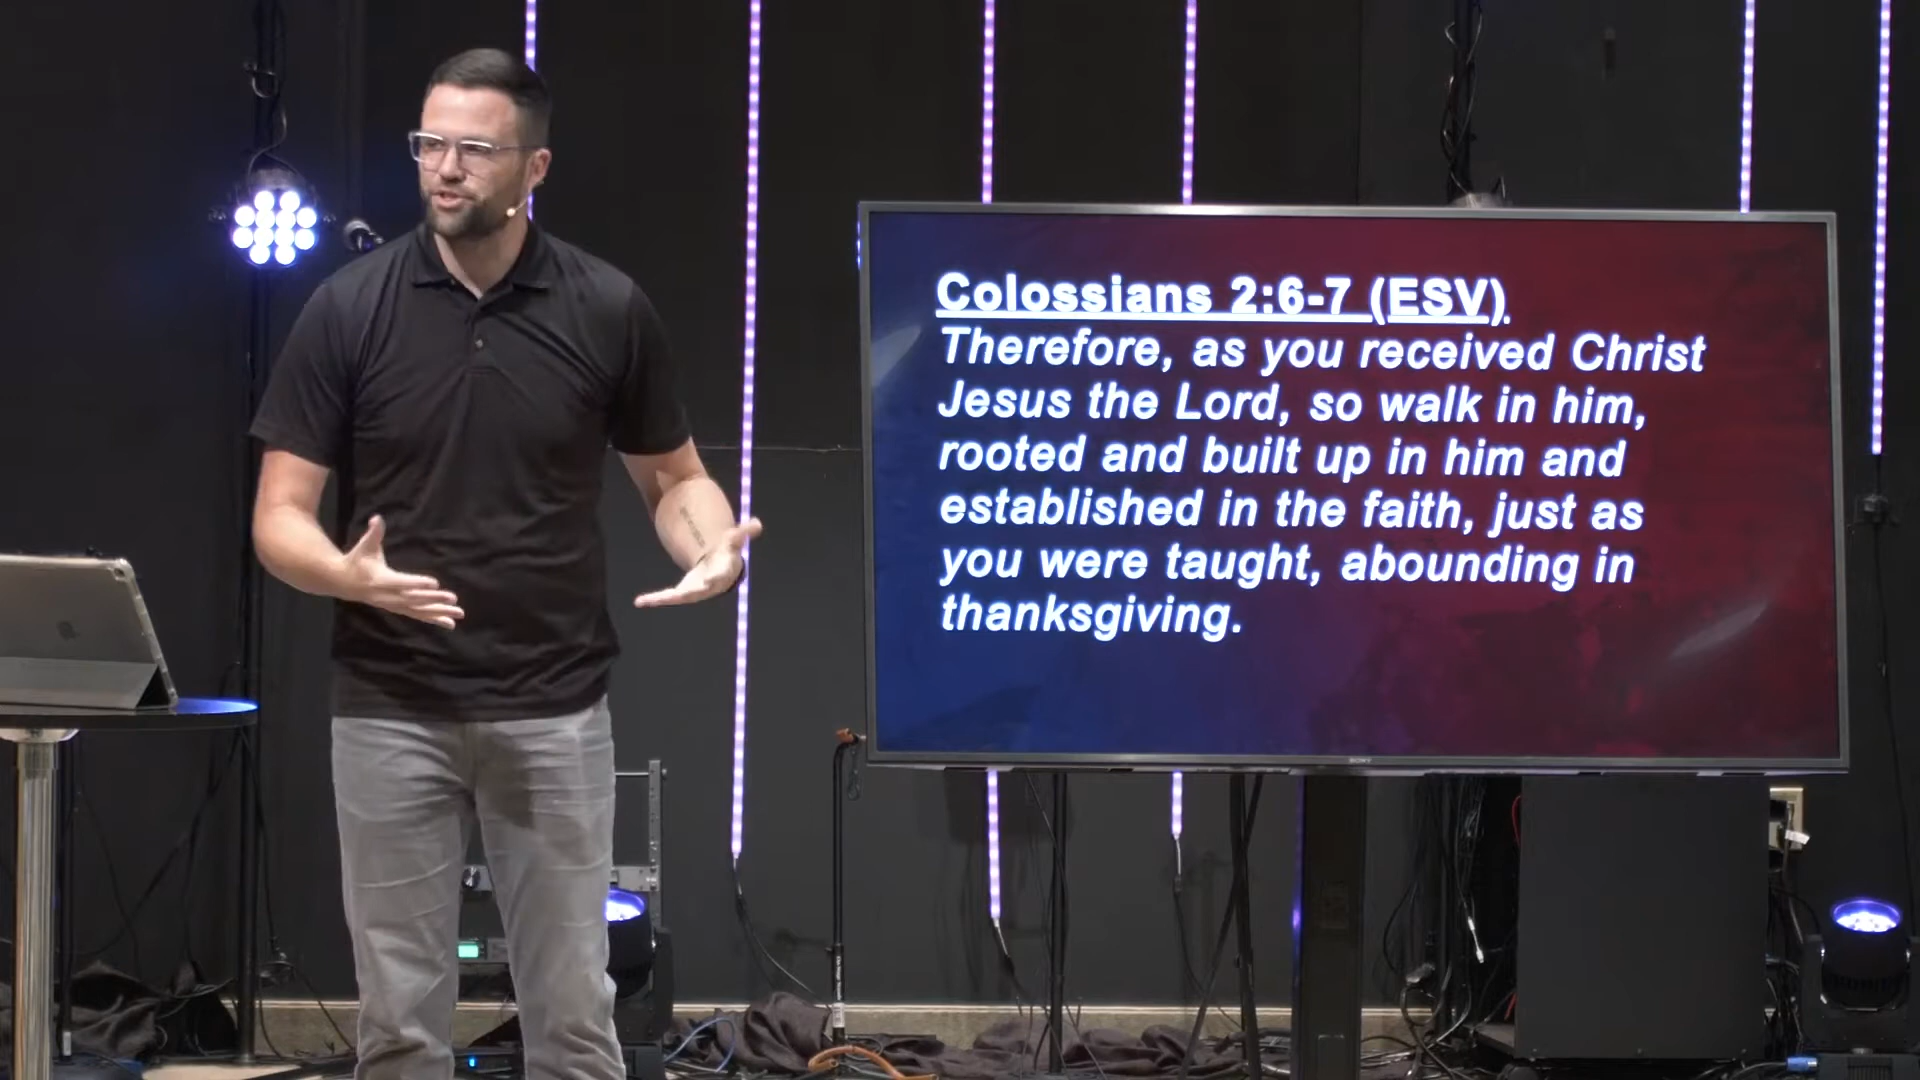 Colossians 2:6-7 (ESV)
Therefore, as you received Christ
Jesus the Lord, so walk in him,
rooted and built up in him and
established in the faith, just as
you were taught, abounding in
thanksgiving.
SONY